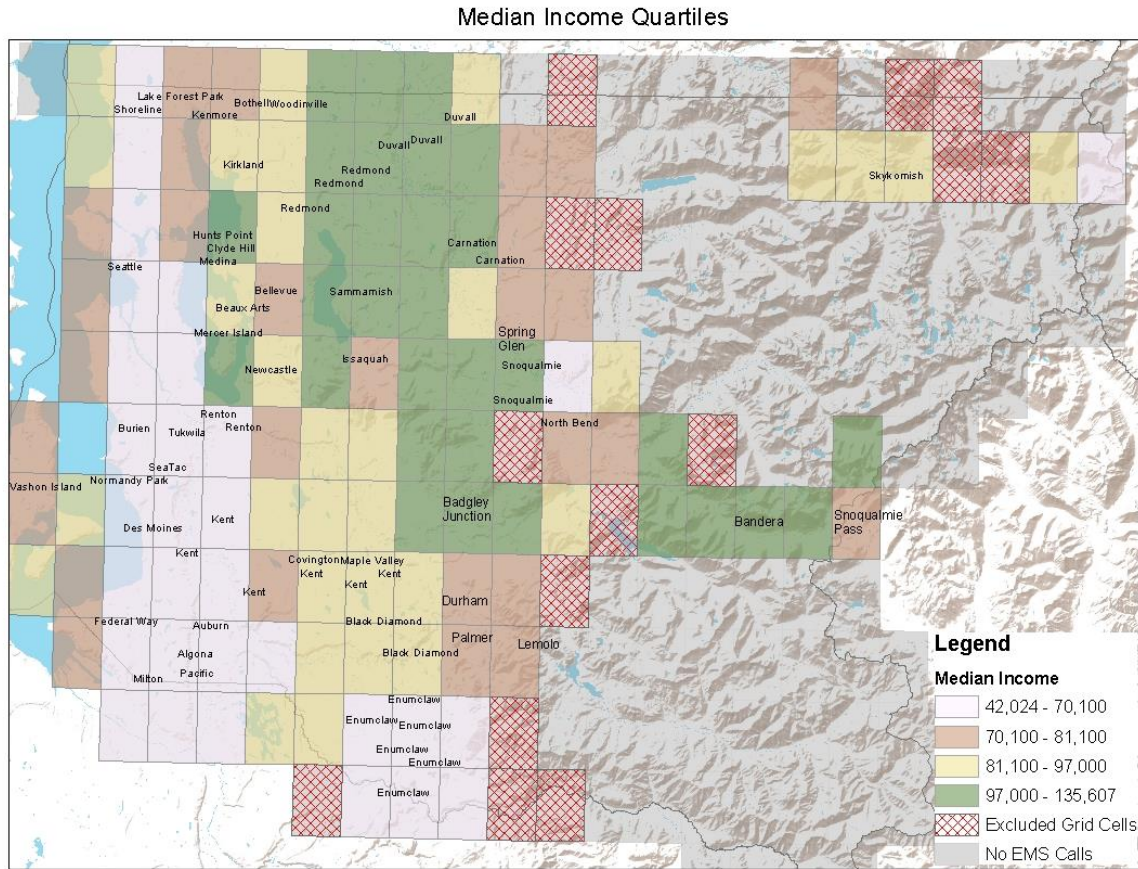 Median Income Quartiles
Lake Forest Park
Shoreline
Bothell
Woodinville
Kenmore
Duvall
Duvall
Duvall
Kirkland
Redmond
Redmond
Skykomish
Redmond
Hunts Point
Clyde Hill
Medina
Carnation
Carnation
Seattle
Bellevue
Sammamish
Beaux Arts
Mercer Island
Spring
Glen
Issaquah
Newcastle
Snoqualmie
Snoqualmie
Renton
Renton
Burien
Tukwila
North Bend
SeaTac
Normandy Park
Vashon Island
Badgley
Junction
Des Moines
Kent
Bandera
Snoqualmie
Pass
Kent
Covington
Maple Valley
Kent
Kent
Kent
Kent
Durham
Federal Way
Auburn
Black Diamond
Palmer
Lemolo
Algona
Black Diamond
Pacific
Milton
Enumclaw
Enumclaw
Enumclaw
Enumclaw
Enumclaw
Enumclaw
Legend
Median Income
42,024 - 70,100
70,100 - 81,100
81,100 - 97,000
97,000 - 135,607
Excluded Grid Cells
No EMS Calls